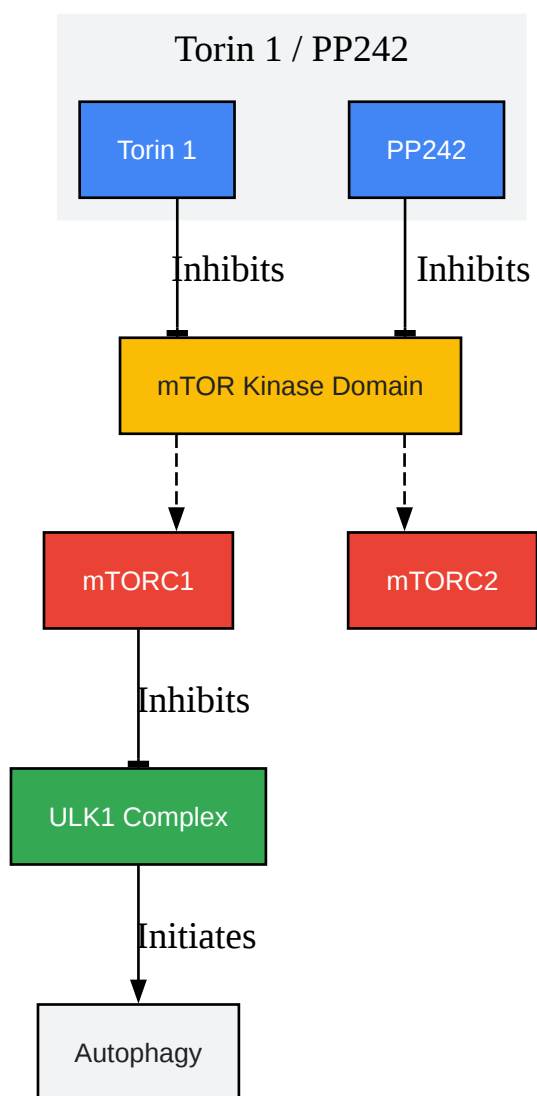 Torin 1 / PP242
Torin 1
PP242
Inhibits
Inhibits
mTOR Kinase Domain
mTORC1
mTORC2
Inhibits
ULK1 Complex
Initiates
Autophagy